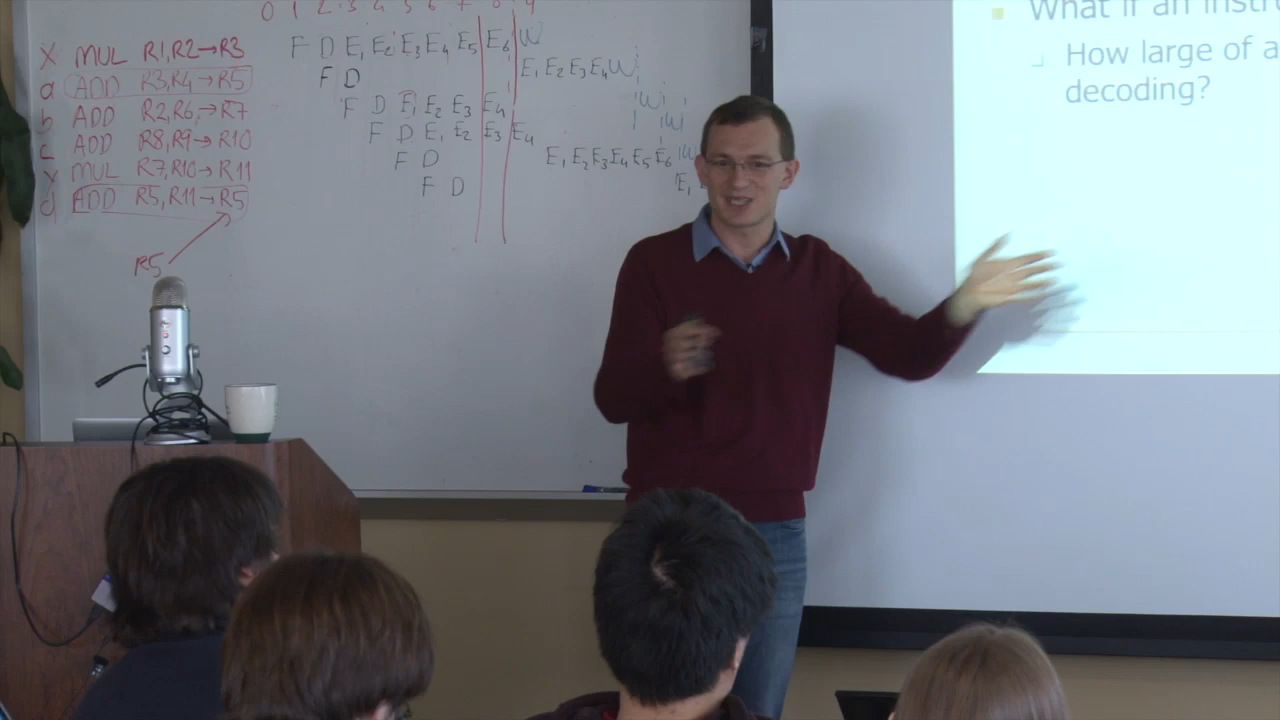 0 1 2 3 4 5 6 7 8 9
X MUL R1,R2→R3 F D E1 E2 E3 E4 E5 E6 W
a ADD R3,R4→R5 F D E1 E2 E3 E4 W
b ADD R2,R6→R7 F D E1 E2 E3 E4 W
c ADD R8,R9→R10 F D E1 E2 E3 E4 W
Y MUL R7,R10→R11 F D E1 E2 E3 E4 E5 E6 W
d ADD R5,R11→R5 F D E1
R5
What if an
How large of a
decoding?